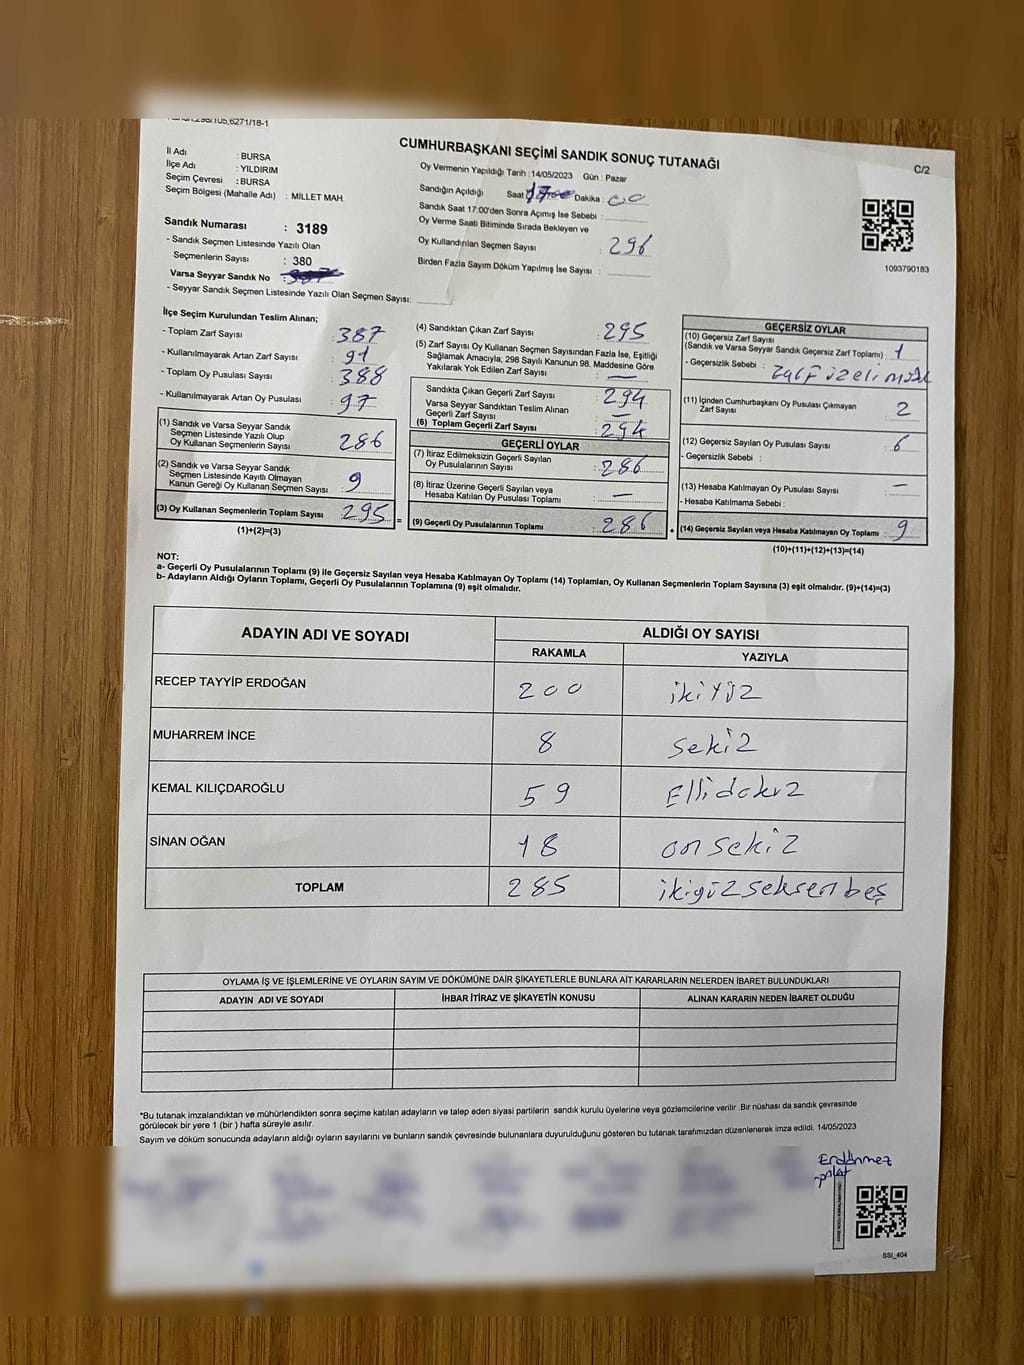 CUMHURBAŞKANI SEÇİMİ SANDIK SONUÇ TUTANAĞI
C/2
İl Adı : BURSA
İlçe Adı : YILDIRIM
Seçim Çevresi : BURSA
Seçim Bölgesi (Mahalle Adı) : MİLLET MAH.
Oy Vermenin Yapıldığı Tarih : 14/05/2023 Gün : Pazar
Sandığın Açıldığı Saat Dakika : 00
Sandık Saat 17:00'den Sonra Açımış İse Sebebi :
Oy Verme Saati Bitiminde Sırada Bekleyen ve
Oy Kullandırılan Seçmen Sayısı : 296
Birden Fazla Sayım Döküm Yapılmış İse Sayısı :
1093790183
Sandık Numarası : 3189
- Sandık Seçmen Listesinde Yazılı Olan
Seçmenlerin Sayısı : 380
Varsa Seyyar Sandık No :
- Seyyar Sandık Seçmen Listesinde Yazılı Olan Seçmen Sayısı:
İlçe Seçim Kurulundan Teslim Alınan;
- Toplam Zarf Sayısı : 387
- Kullanılmayarak Artan Zarf Sayısı : 91
- Toplam Oy Pusulası Sayısı : 388
- Kullanılmayarak Artan Oy Pusulası : 97
(1) Sandık ve Varsa Seyyar Sandık
Seçmen Listesinde Yazılı Olup
Oy Kullanan Seçmenlerin Sayısı : 286
(2) Sandık ve Varsa Seyyar Sandık
Seçmen Listesinde Kayıtlı Olmayan
Kanun Gereği Oy Kullanan Seçmen Sayısı : 9
(3) Oy Kullanan Seçmenlerin Toplam Sayısı : 295
(1)+(2)=(3)
(4) Sandıktan Çıkan Zarf Sayısı : 295
(5) Zarf Sayısı Oy Kullanan Seçmen Sayısından Fazla İse, Eşitliği
Sağlamak Amacıyla; 298 Sayılı Kanunun 98. Maddesine Göre
Yakılarak Yok Edilen Zarf Sayısı : —
Sandıkta Çıkan Geçerli Zarf Sayısı : 294
Varsa Seyyar Sandıktan Teslim Alınan
Geçerli Zarf Sayısı : —
(6) Toplam Geçerli Zarf Sayısı : 294
GEÇERLİ OYLAR
(7) İtiraz Edilmeksizin Geçerli Sayılan
Oy Pusulalarının Sayısı : 286
(8) İtiraz Üzerine Geçerli Sayılan veya
Hesaba Katılan Oy Pusulası Toplamı : —
= (9) Geçerli Oy Pusulalarının Toplamı : 286
GEÇERSİZ OYLAR
(10) Geçersiz Zarf Sayısı
(Sandık ve Varsa Seyyar Sandık Geçersiz Zarf Toplamı) : 1
- Geçersizlik Sebebi :
(11) İçinden Cumhurbaşkanı Oy Pusulası Çıkmayan
Zarf Sayısı : 2
(12) Geçersiz Sayılan Oy Pusulası Sayısı : 6
- Geçersizlik Sebebi :
(13) Hesaba Katılmayan Oy Pusulası Sayısı : —
- Hesaba Katılmama Sebebi :
+ (14) Geçersiz Sayılan veya Hesaba Katılmayan Oy Toplamı : 9
(10)+(11)+(12)+(13)=(14)
NOT:
a- Geçerli Oy Pusulalarının Toplamı (9) ile Geçersiz Sayılan veya Hesaba Katılmayan Oy Toplamı (14) Toplamları, Oy Kullanan Seçmenlerin Toplam Sayısına (3) eşit olmalıdır. (9)+(14)=(3)
b- Adayların Aldığı Oyların Toplamı, Geçerli Oy Pusulalarının Toplamına (9) eşit olmalıdır.
ADAYIN ADI VE SOYADI ALDIĞI OY SAYISI
RAKAMLA YAZIYLA
RECEP TAYYİP ERDOĞAN 200 ikiyüz
MUHARREM İNCE 8 sekiz
KEMAL KILIÇDAROĞLU 59 Ellidokuz
SİNAN OĞAN 18 onsekiz
TOPLAM 285 ikiyüzseksenbeş
OYLAMA İŞ VE İŞLEMLERİNE VE OYLARIN SAYIM VE DÖKÜMÜNE DAİR ŞİKAYETLERLE BUNLARA AİT KARARLARIN NELERDEN İBARET BULUNDUKLARI
ADAYIN ADI VE SOYADI İHBAR İTİRAZ VE ŞİKAYETİN KONUSU ALINAN KARARIN NEDEN İBARET OLDUĞU
*Bu tutanak imzalandıktan ve mühürlendikten sonra seçime katılan adayların ve talep eden siyasi partilerin sandık kurulu üyelerine veya gözlemcilerine verilir. Bir nüshası da sandık çevresinde
görülecek bir yere 1 (bir) hafta süreyle asılır.
Sayım ve döküm sonucunda adayların aldığı oyların sayılarını ve bunların sandık çevresinde bulunanlara duyurulduğunu gösteren bu tutanak tarafımızdan düzenlenerek imza edildi. 14/05/2023
SSI_404